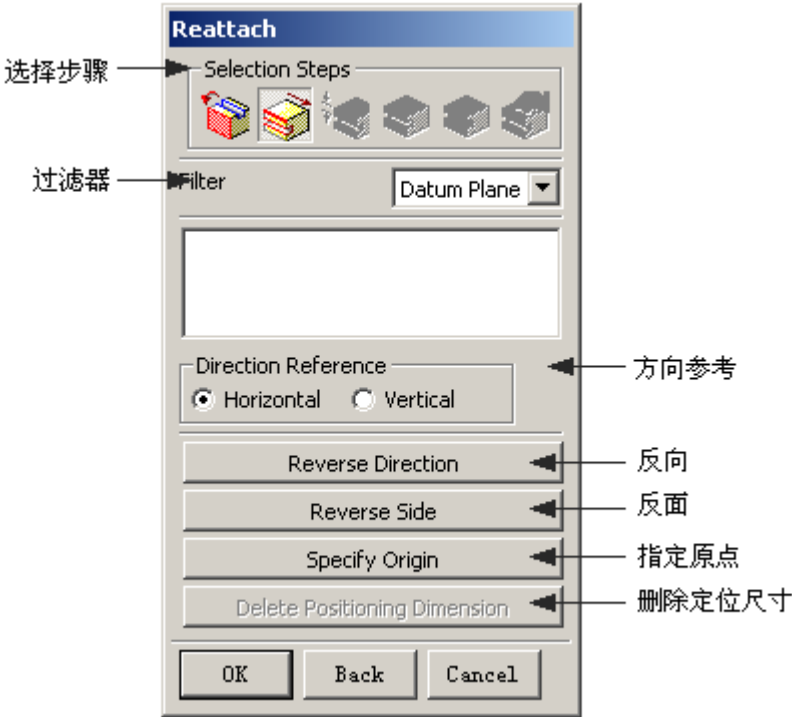 Reattach
选择步骤
Selection Steps
过滤器
Filter
Datum Plane
Direction Reference
方向参考
Horizontal
Vertical
Reverse Direction
反向
Reverse Side
反面
Specify Origin
指定原点
Delete Positioning Dimension
删除定位尺寸
OK
Back
Cancel